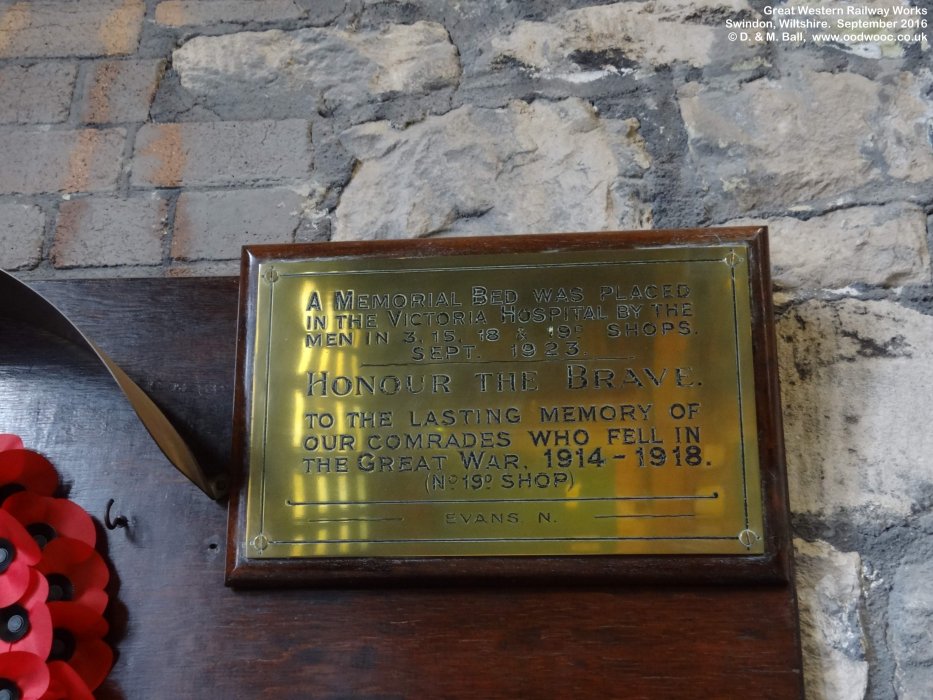 Great Western Railway Works
Swindon, Wiltshire. September 2016
© D. & M. Ball, www.oodwooc.co.uk
A MEMORIAL BED WAS PLACED
IN THE VICTORIA HOSPITAL BY THE
MEN IN 3, 15, 18 & 19D SHOPS.
SEPT. 1923.
HONOUR THE BRAVE.
TO THE LASTING MEMORY OF
OUR COMRADES WHO FELL IN
THE GREAT WAR, 1914-1918.
(No 19D SHOP)
EVANS. N.